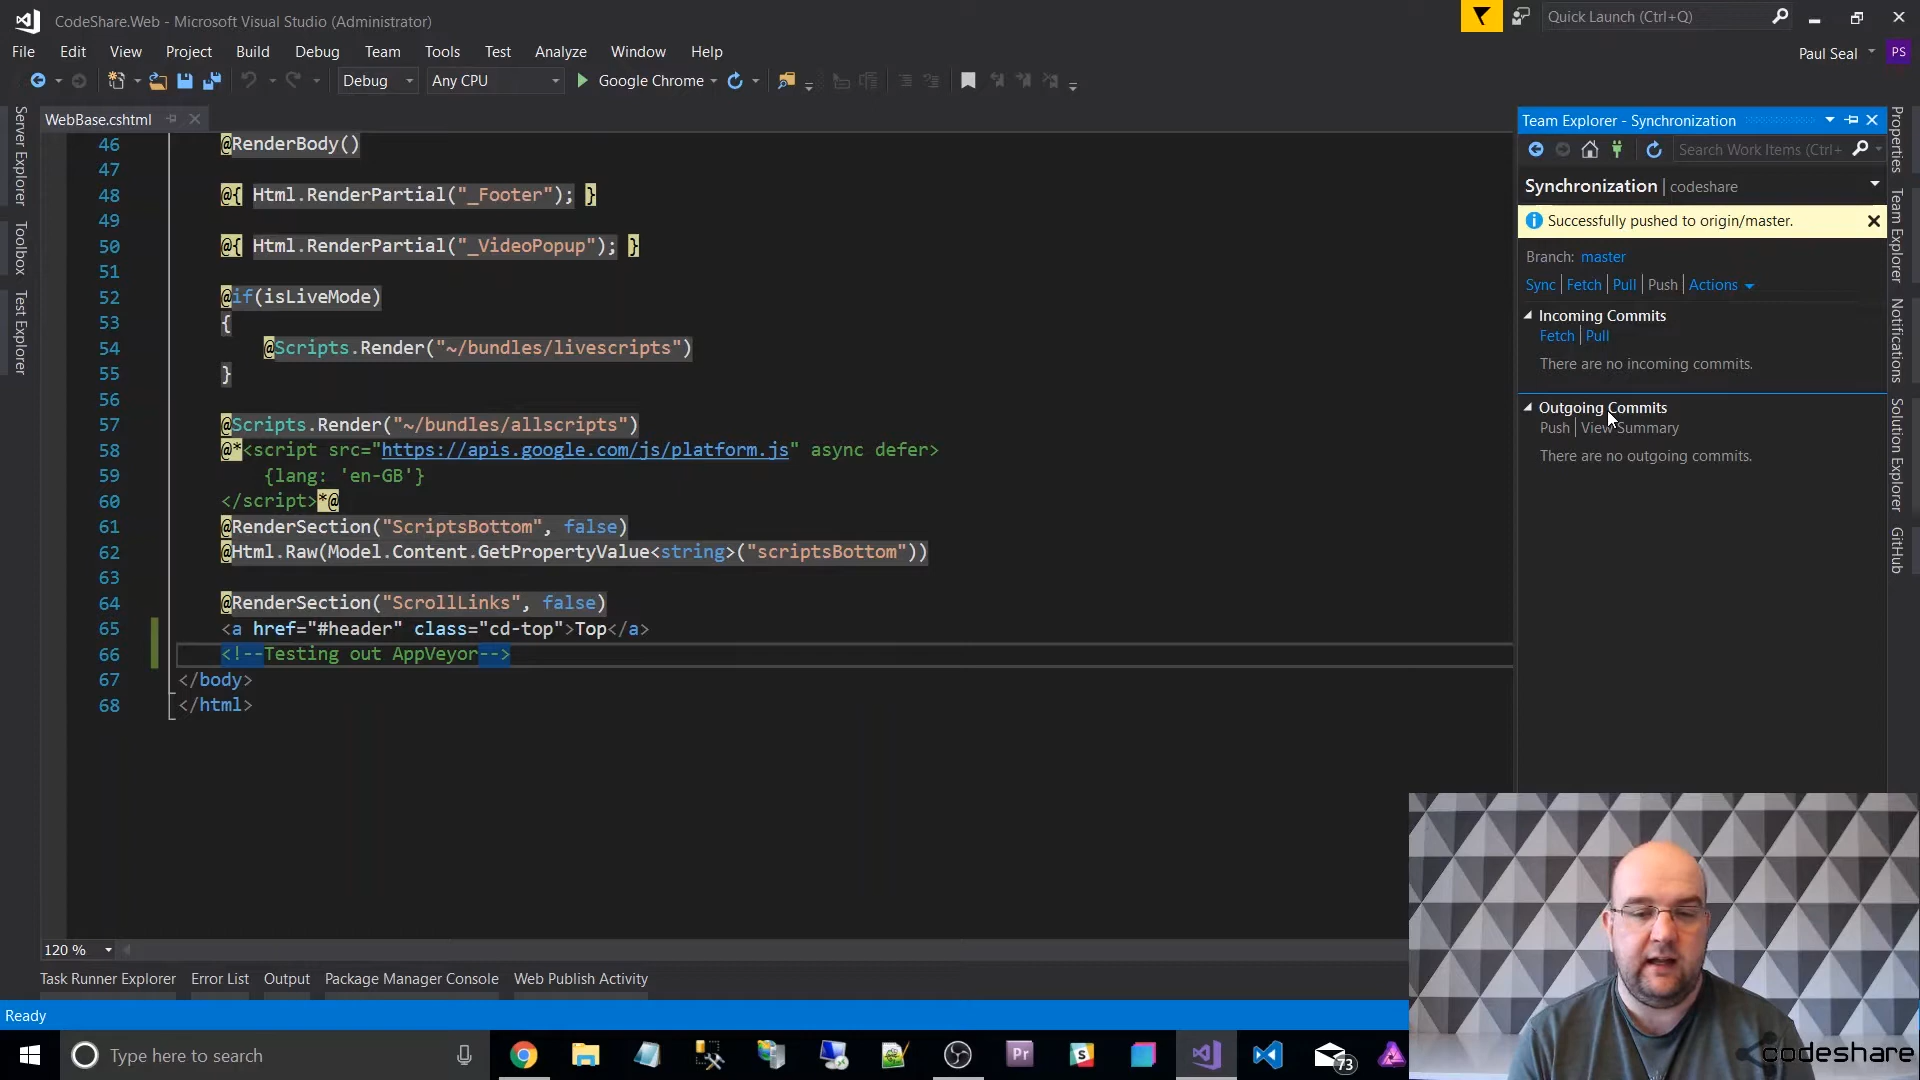 CodeShare.Web - Microsoft Visual Studio (Administrator)
Quick Launch (Ctrl+Q)
File Edit View Project Build Debug Team Tools Test Analyze Window Help
Paul Seal PS
Debug Any CPU Google Chrome
Server Explorer
Toolbox
Test Explorer
WebBase.cshtml
46 @RenderBody()
47
48 @{ Html.RenderPartial("_Footer"); }
49
50 @{ Html.RenderPartial("_VideoPopup"); }
51
52 @if(isLiveMode)
53 {
54 @Scripts.Render("~/bundles/livescripts")
55 }
56
57 @Scripts.Render("~/bundles/allscripts")
58 @*<script src="https://apis.google.com/js/platform.js" async defer>
59 {lang: 'en-GB'}
60 </script>*@
61 @RenderSection("ScriptsBottom", false)
62 @Html.Raw(Model.Content.GetPropertyValue<string>("scriptsBottom"))
63
64 @RenderSection("ScrollLinks", false)
65 <a href="#header" class="cd-top">Top</a>
66 <!--Testing out AppVeyor-->
67 </body>
68 </html>
120 %
Team Explorer - Synchronization
Search Work Items (Ctrl+
Synchronization | codeshare
Successfully pushed to origin/master.
Branch: master
Sync | Fetch | Pull | Push | Actions
Incoming Commits
Fetch | Pull
There are no incoming commits.
Outgoing Commits
Push | View Summary
There are no outgoing commits.
Properties
Team Explorer
Notifications
Solution Explorer
GitHub
Task Runner Explorer Error List Output Package Manager Console Web Publish Activity
Ready
Type here to search
Pr
S
73
codeshare